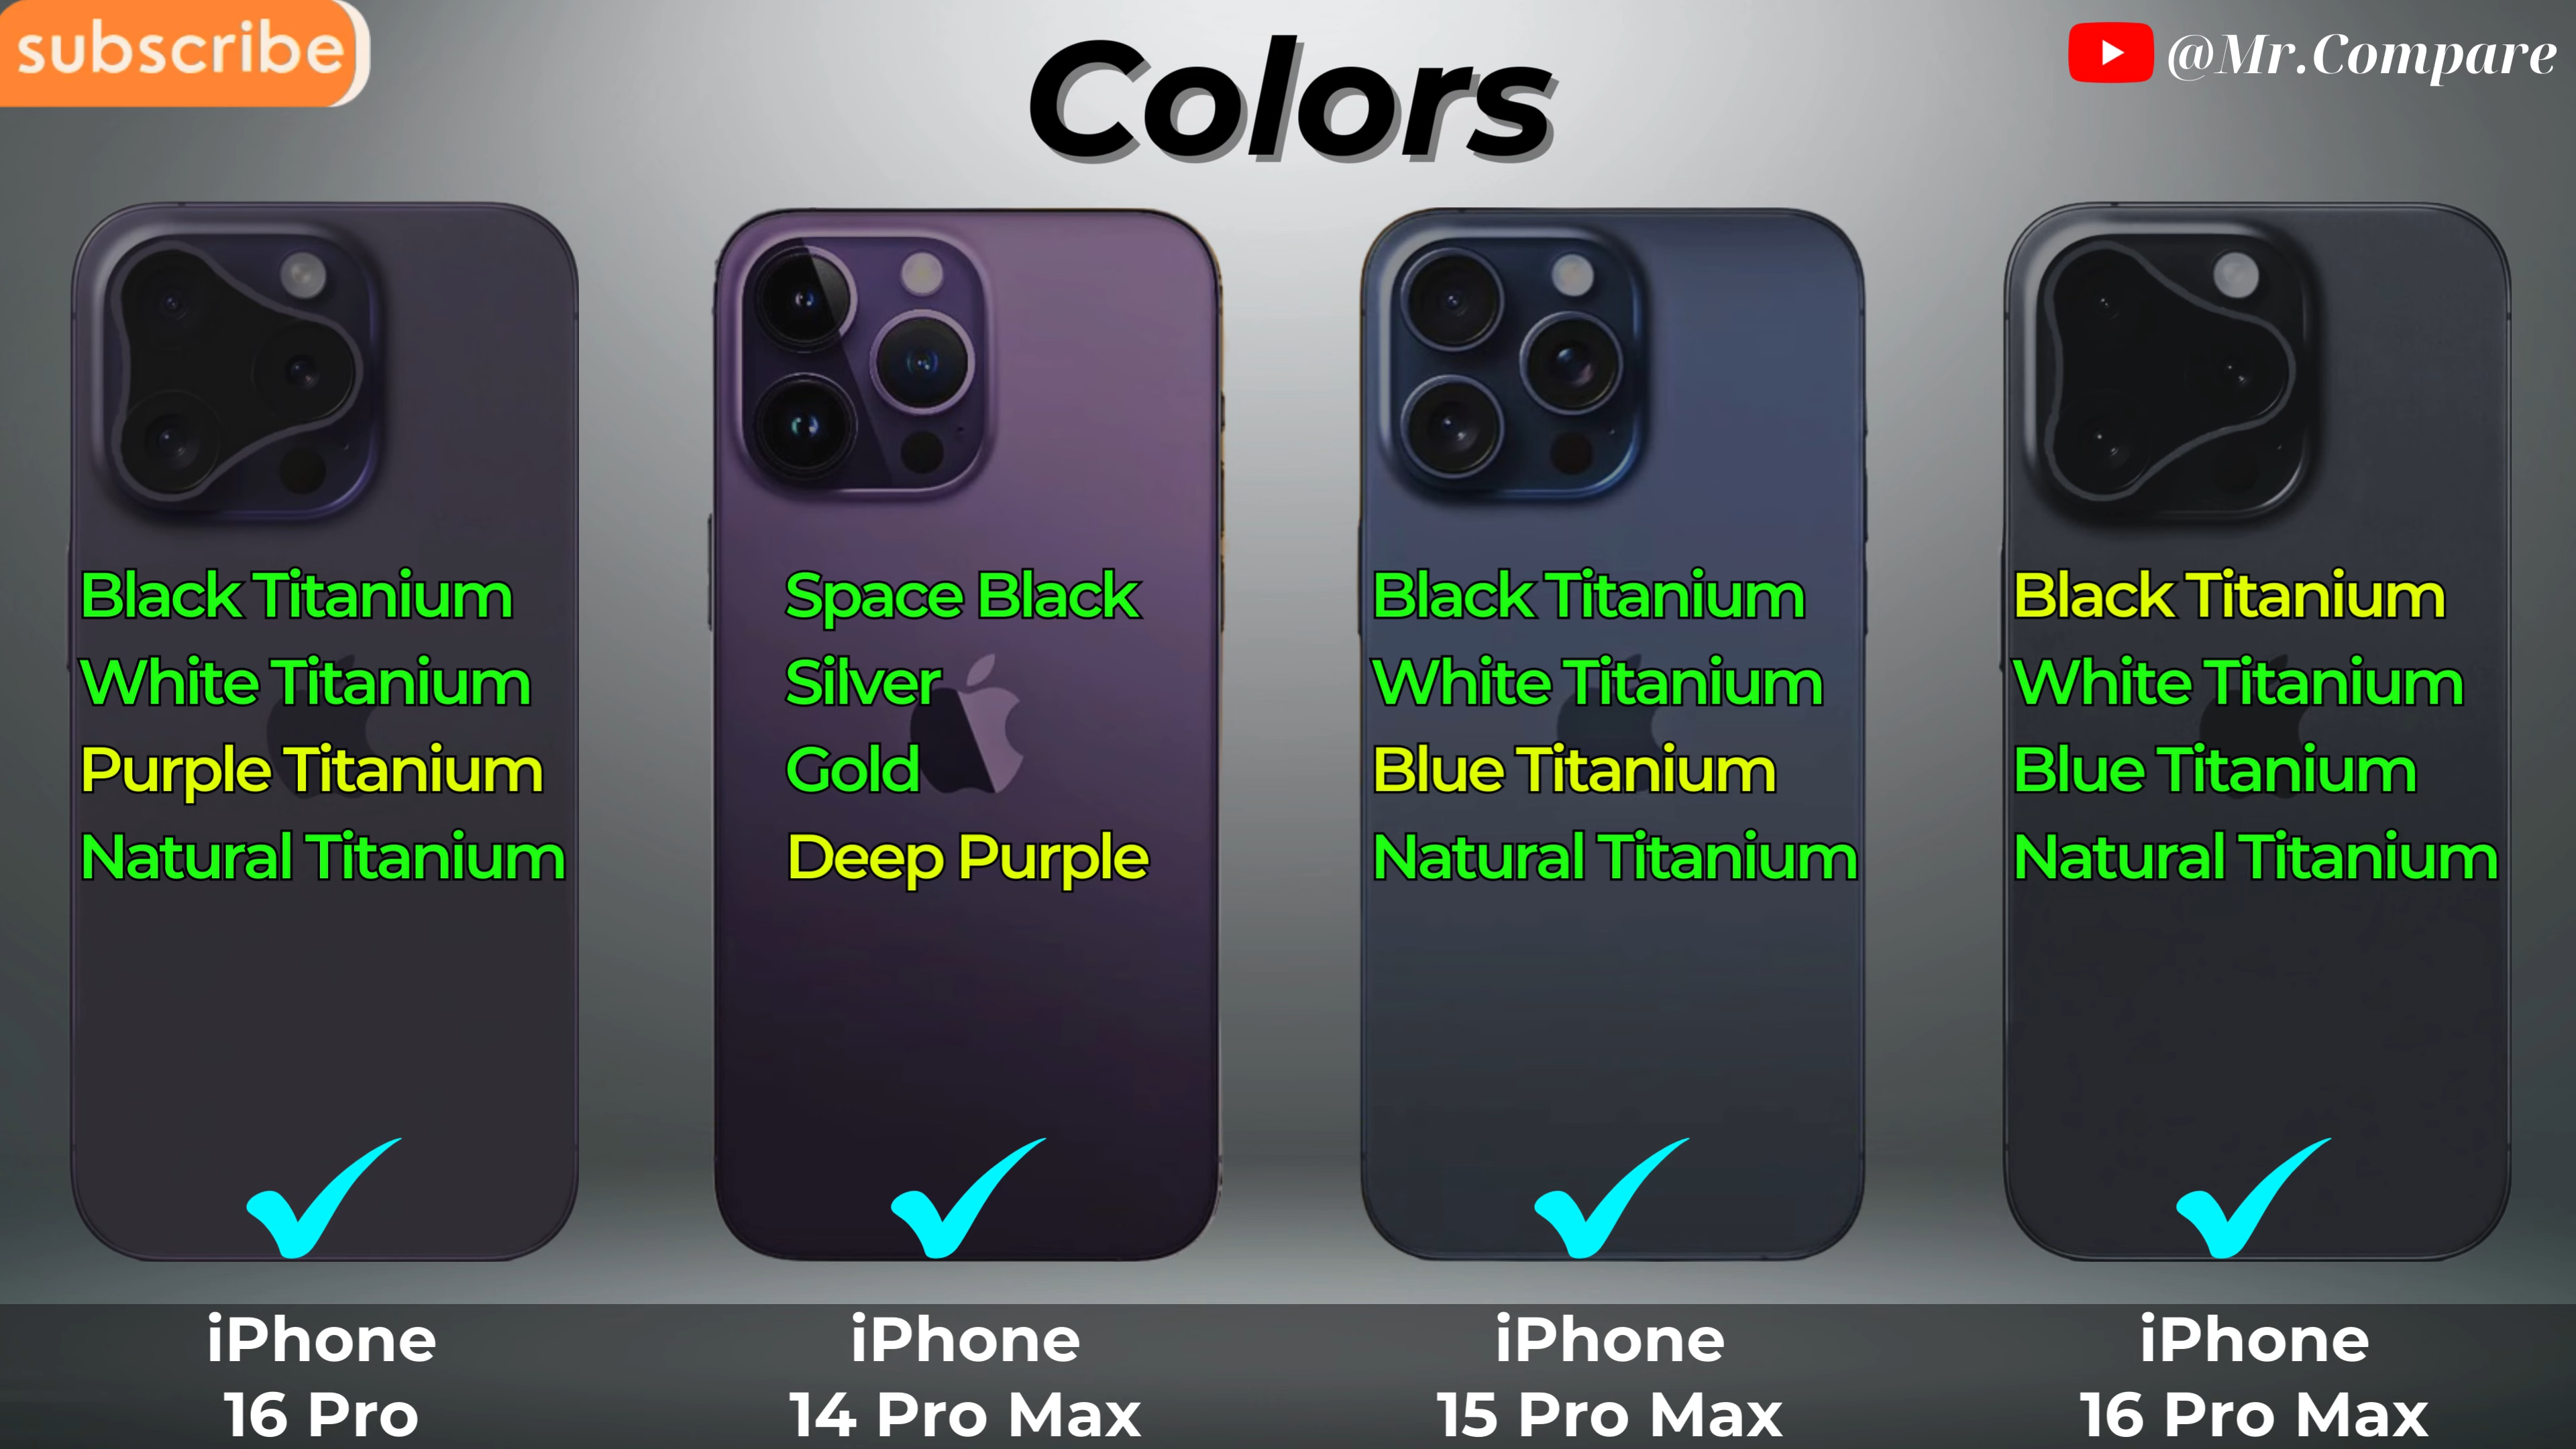 subscribe
Colors
@Mr.Compare
Black Titanium
White Titanium
Purple Titanium
Natural Titanium
Space Black
Silver
Gold
Deep Purple
Black Titanium
White Titanium
Blue Titanium
Natural Titanium
Black Titanium
White Titanium
Blue Titanium
Natural Titanium
iPhone
16 Pro
iPhone
14 Pro Max
iPhone
15 Pro Max
iPhone
16 Pro Max